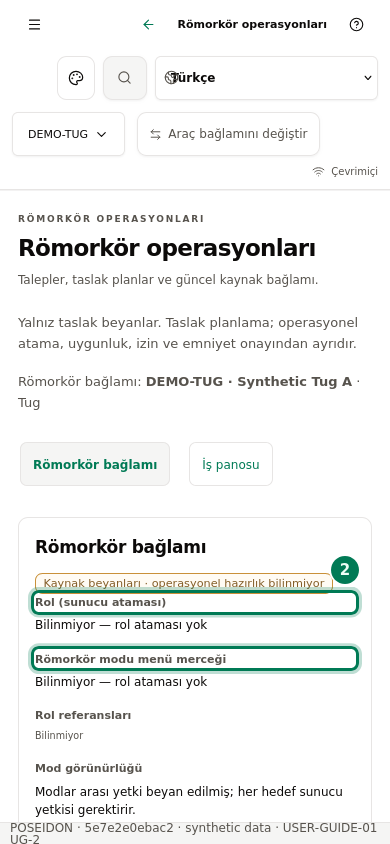 Römorkör operasyonları
Türkçe
DEMO-TUG
Araç bağlamını değiştir
Çevrimiçi
RÖMORKÖR OPERASYONLARI
Römorkör operasyonları
Talepler, taslak planlar ve güncel kaynak bağlamı.
Yalnız taslak beyanlar. Taslak planlama; operasyonel
atama, uygunluk, izin ve emniyet onayından ayrıdır.
Römorkör bağlamı: DEMO-TUG · Synthetic Tug A ·
Tug
Römorkör bağlamı
İş panosu
Römorkör bağlamı
2
Kaynak beyanları · operasyonel hazırlık bilinmiyor
Rol (sunucu ataması)
Bilinmiyor — rol ataması yok
Römorkör modu menü merceği
Bilinmiyor — rol ataması yok
Rol referansları
Bilinmiyor
Mod görünürlüğü
Modlar arası yetki beyan edilmiş; her hedef sunucu
yetkisi gerektirir.
POSEIDON · 5e7e2e0ebac2 · synthetic data · USER-GUIDE-01
UG-2